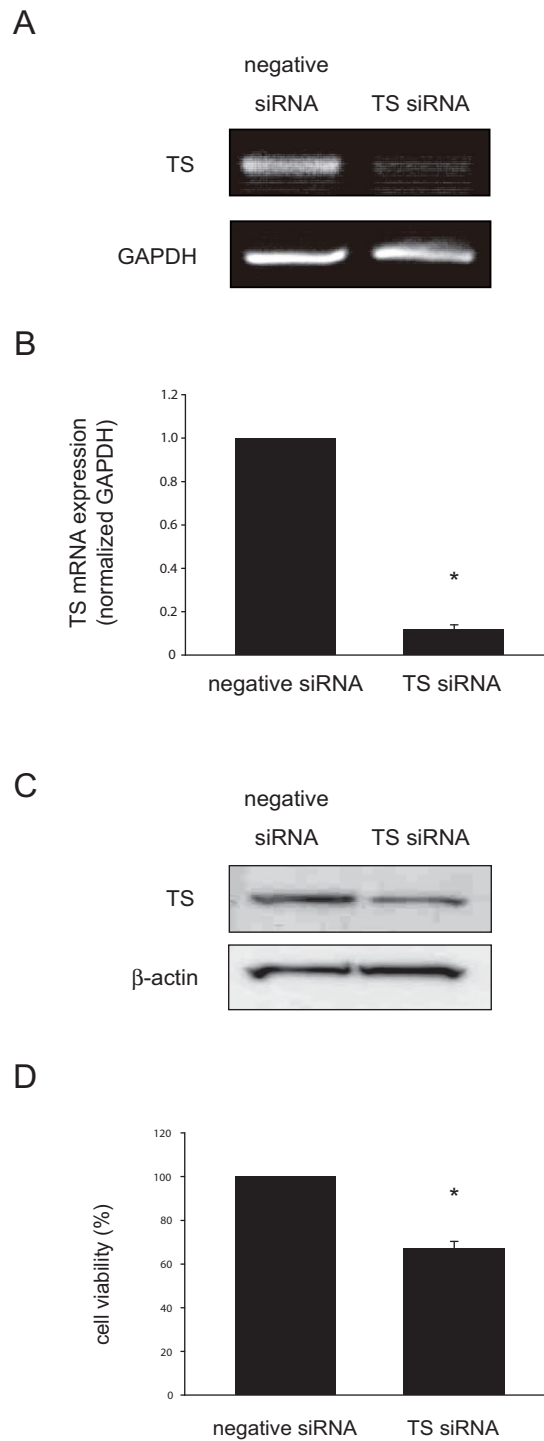 A
negative
siRNA TS siRNA
TS
GAPDH
B
TS mRNA expression
(normalized GAPDH)
1.2
1.0
0.8
0.6
0.4
0.2
0
*
negative siRNA TS siRNA
C
negative
siRNA TS siRNA
TS
β-actin
D
cell viability (%)
120
100
80
60
40
20
0
*
negative siRNA TS siRNA